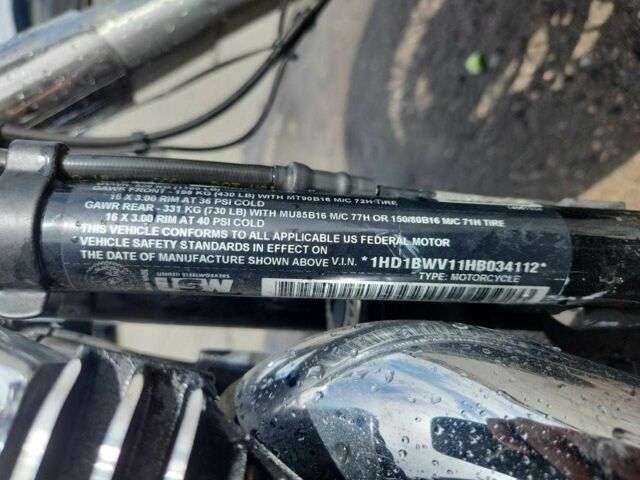 GAWR FRONT - 195 KG (430 LB) WITH MT90B16 M/C 72H TIRE
16 X 3.00 RIM AT 36 PSI COLD
GAWR REAR - 331 KG (730 LB) WITH MU85B16 M/C 77H OR 150/80B16 M/C 71H TIRE
16 X 3.00 RIM AT 40 PSI COLD
THIS VEHICLE CONFORMS TO ALL APPLICABLE US FEDERAL MOTOR
VEHICLE SAFETY STANDARDS IN EFFECT ON
THE DATE OF MANUFACTURE SHOWN ABOVE V.I.N. *1HD1BWV11HB034112*
TYPE: MOTORCYCLE
UNITED STEELWORKERS